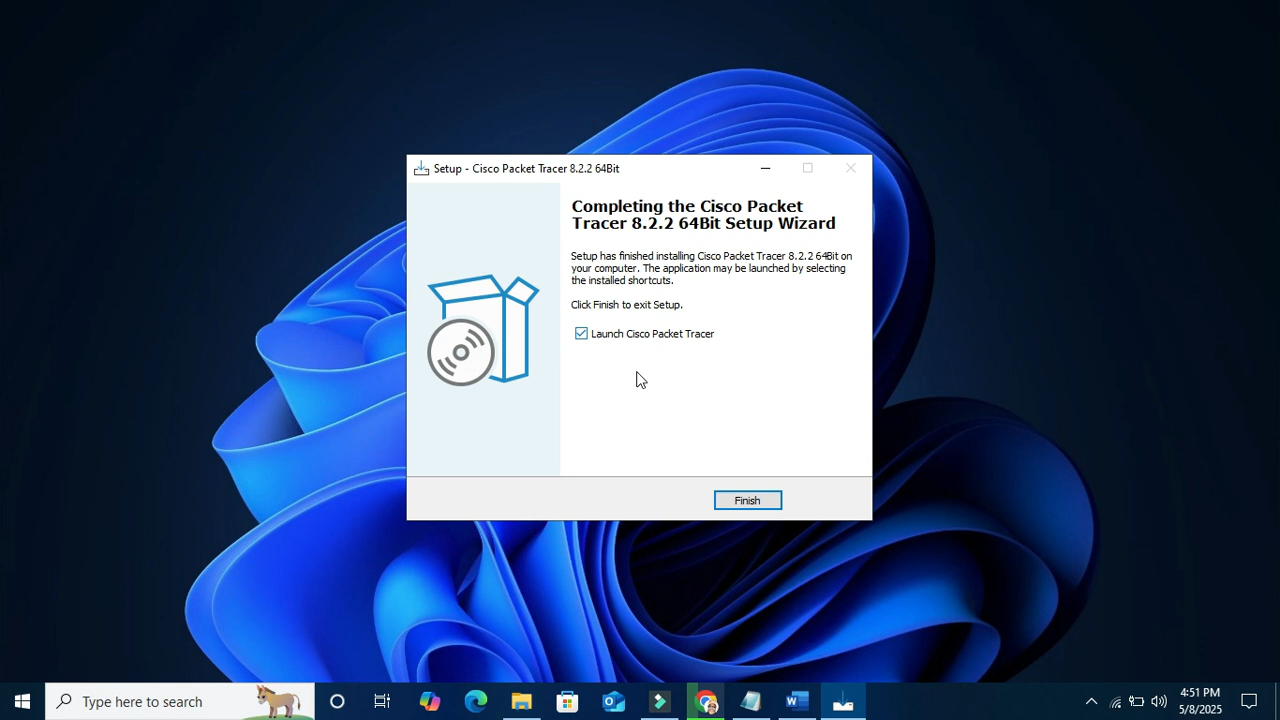 Setup - Cisco Packet Tracer 8.2.2 64Bit
Completing the Cisco Packet
Tracer 8.2.2 64Bit Setup Wizard
Setup has finished installing Cisco Packet Tracer 8.2.2 64Bit on
your computer. The application may be launched by selecting
the installed shortcuts.
Click Finish to exit Setup.
Launch Cisco Packet Tracer
Finish
Type here to search
4:51 PM
5/8/2025